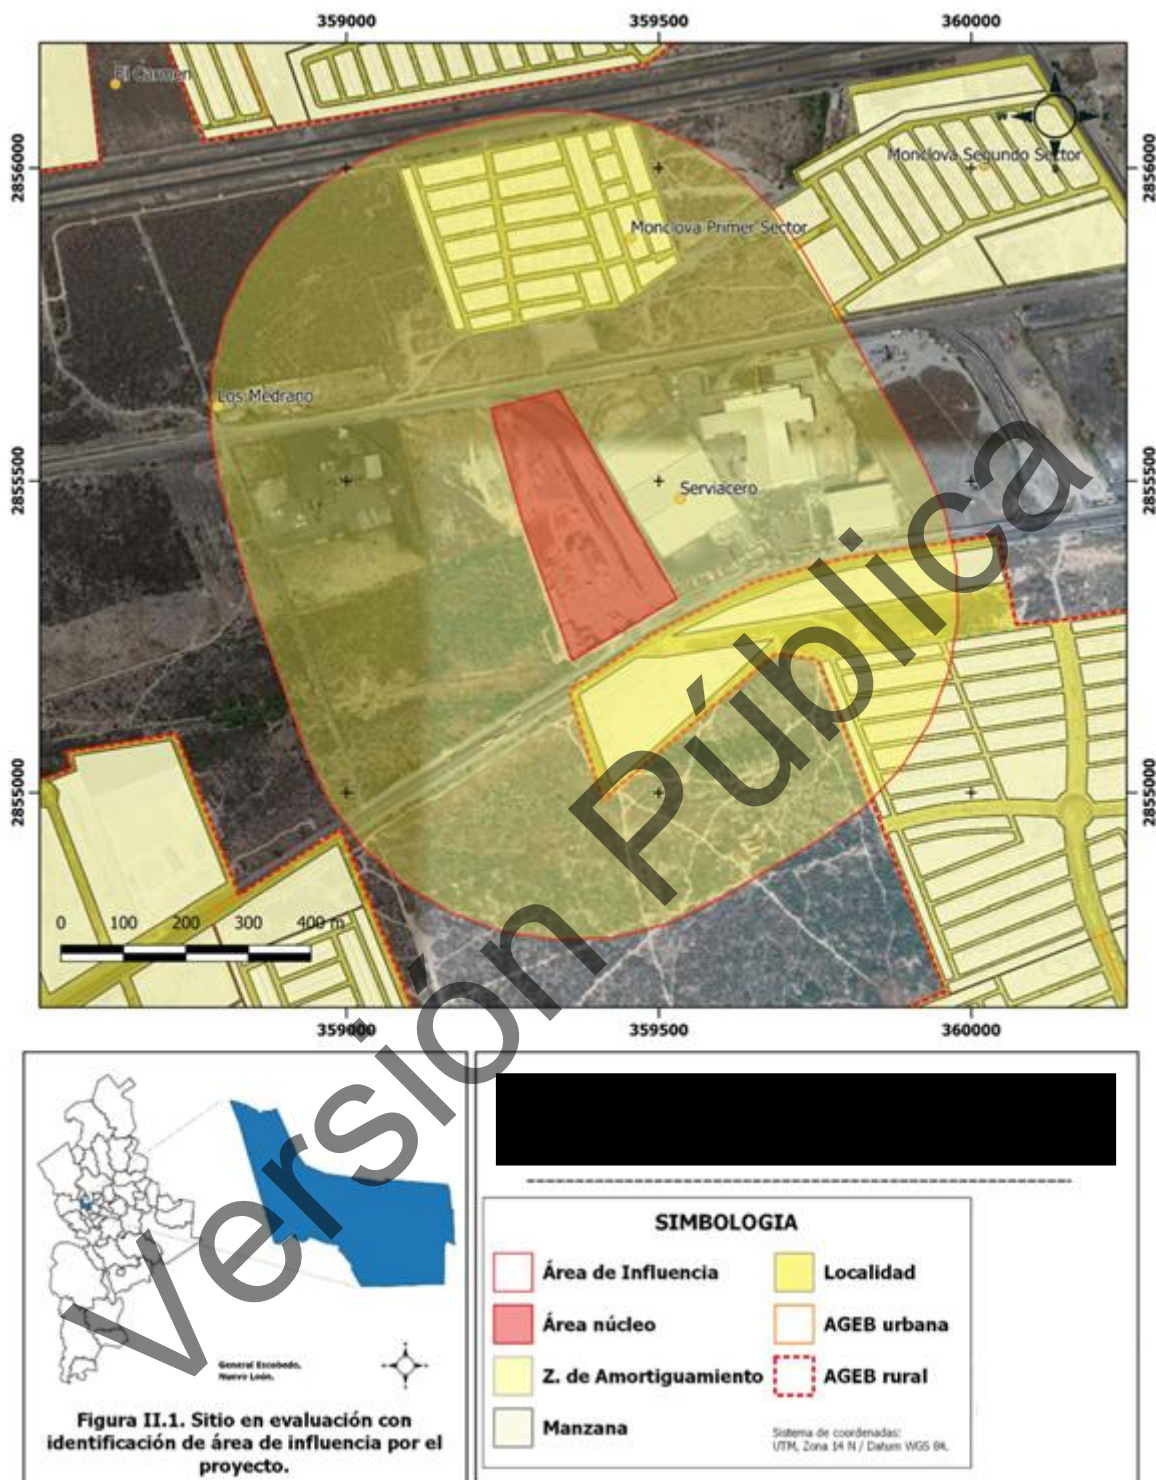 359000 359500 360000
El Carmen
2856000
Monclova Segundo Sector
2856000
Monclova Primer Sector
Los Medrano
2855500
Serviacero
2855500
2855000
2855000
0 100 200 300 400 m
359000 359500 360000
Versión Pública
General Escobedo,
Nuevo León.
Figura II.1. Sitio en evaluación con
identificación de área de influencia por el
proyecto.
SIMBOLOGIA
Área de Influencia
Localidad
Área núcleo
AGEB urbana
Z. de Amortiguamiento
AGEB rural
Manzana
Sistema de coordenadas:
UTM, Zona 14 N / Datum WGS 84.